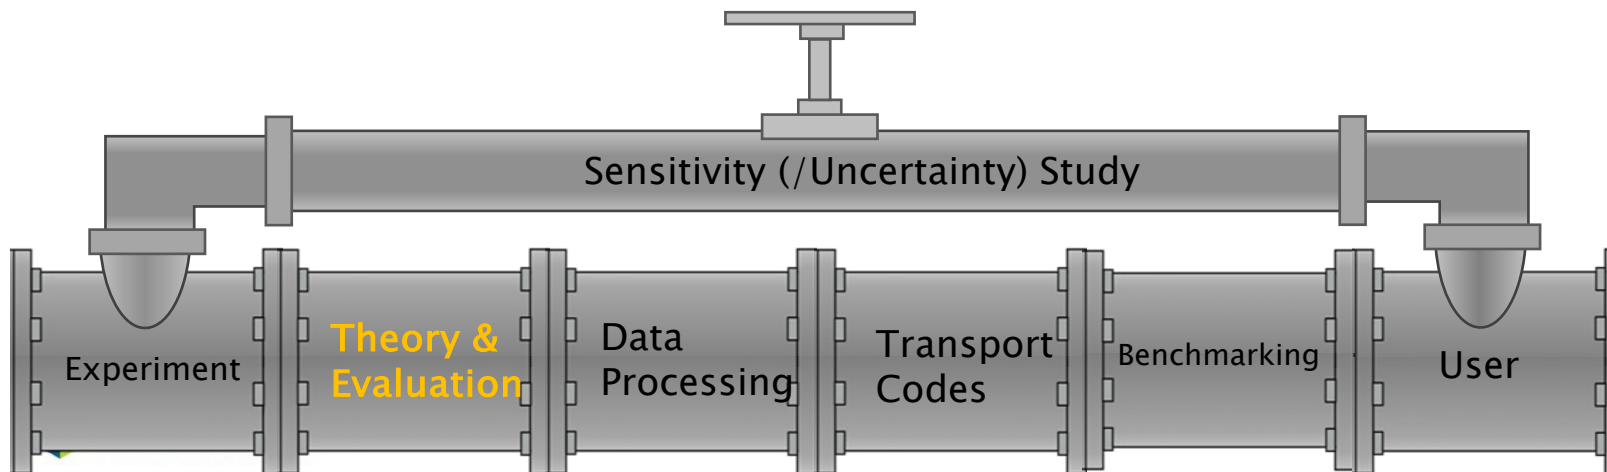 Sensitivity (/Uncertainty) Study
Experiment
Theory &
Evaluation
Data
Processing
Transport
Codes
Benchmarking
User